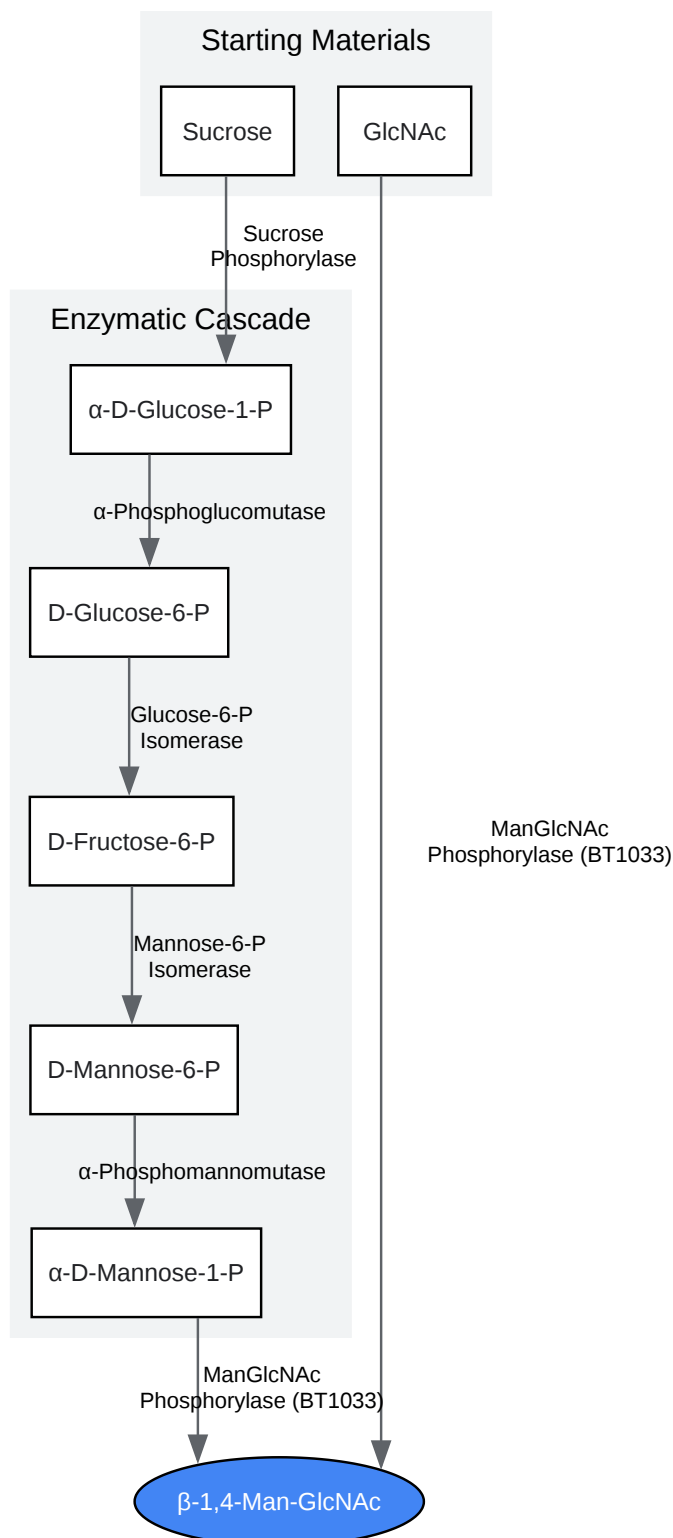 Starting Materials
Sucrose
GlcNAc
Sucrose
Phosphorylase
Enzymatic Cascade
α-D-Glucose-1-P
α-Phosphoglucomutase
D-Glucose-6-P
Glucose-6-P
Isomerase
D-Fructose-6-P
ManGlcNAc
Phosphorylase (BT1033)
Mannose-6-P
Isomerase
D-Mannose-6-P
α-Phosphomannomutase
α-D-Mannose-1-P
ManGlcNAc
Phosphorylase (BT1033)
β-1,4-Man-GlcNAc